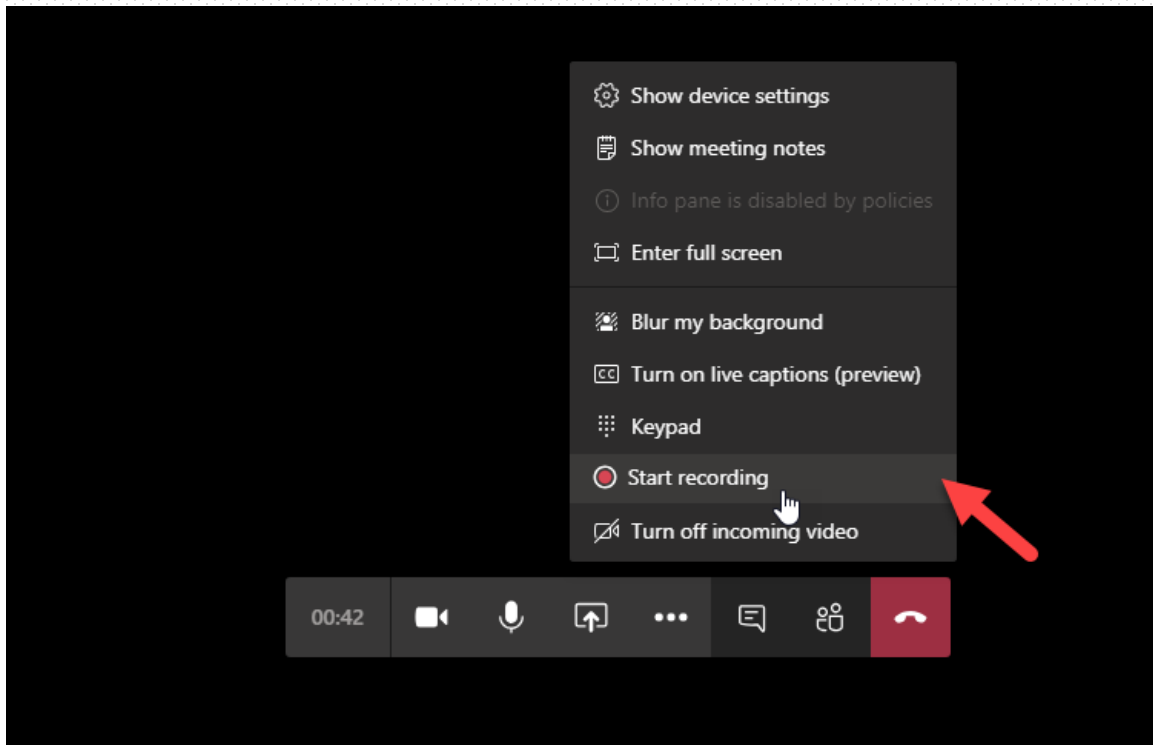 Show device settings
Show meeting notes
Info pane is disabled by policies
Enter full screen
Blur my background
CC Turn on live captions (preview)
Keypad
Start recording
Turn off incoming video
00:42